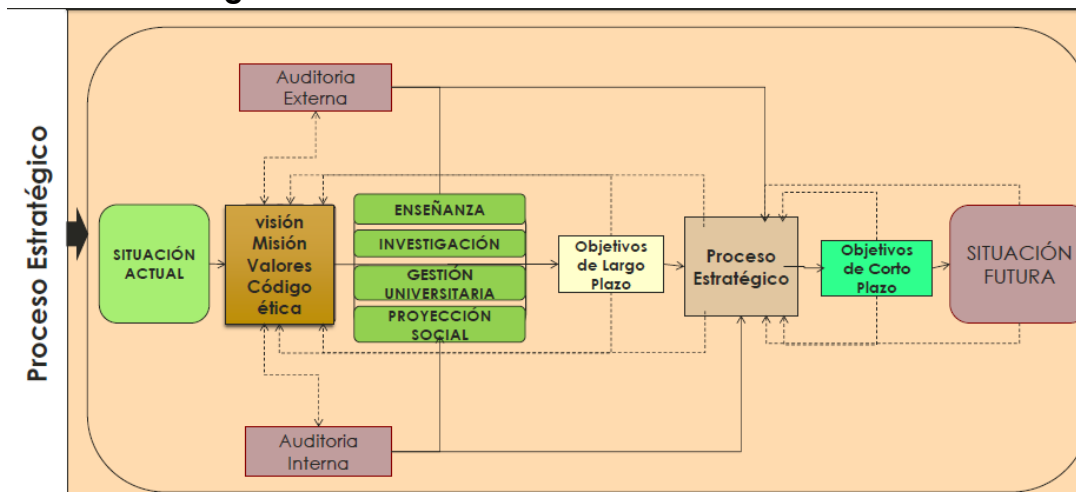 Proceso Estratégico
Auditoria
Externa
SITUACIÓN
ACTUAL
visión
Misión
Valores
Código
ética
ENSEÑANZA
INVESTIGACIÓN
GESTIÓN
UNIVERSITARIA
PROYECCIÓN
SOCIAL
Objetivos
de Largo
Plazo
Proceso
Estratégico
Objetivos
de Corto
Plazo
SITUACIÓN
FUTURA
Auditoria
Interna